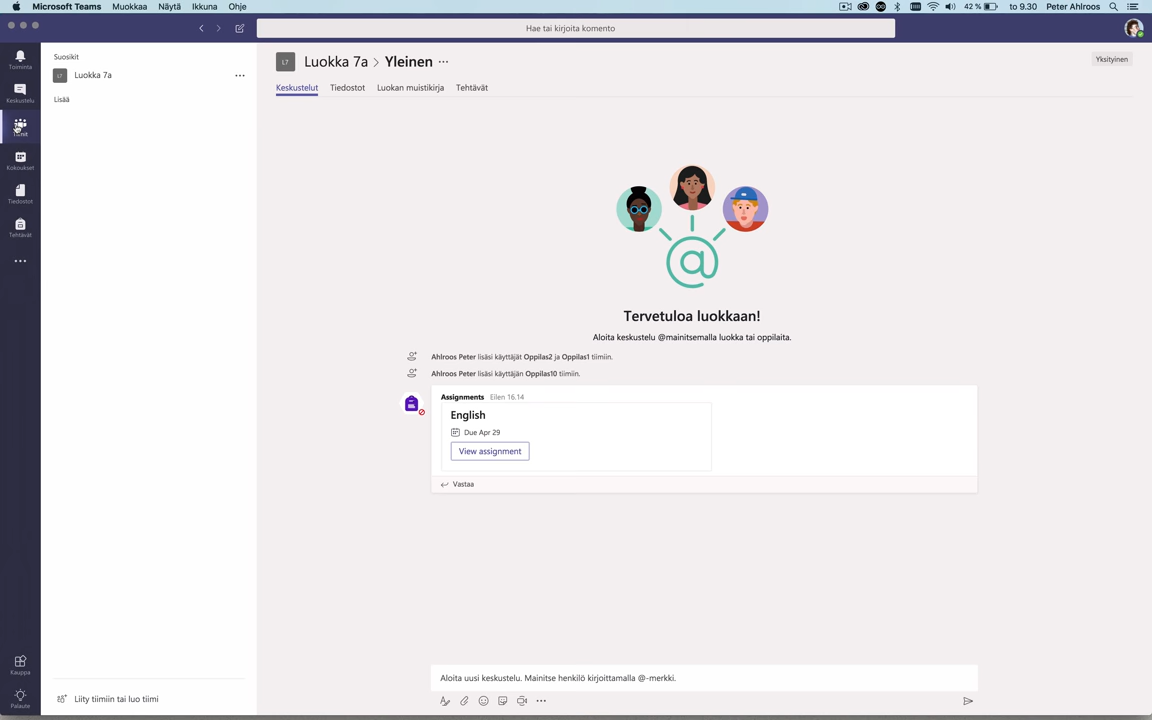 Microsoft Teams Muokkaa Näytä Ikkuna Ohje
42 % to 9.30 Peter Ahlroos
Hae tai kirjoita komento
Toiminta
Keskustelu
Kokoukset
Tiedostot
Tehtävät
Kauppa
Palaute
Suosikit
L7 Luokka 7a
Lisää
Liity tiimiin tai luo tiimi
L7 Luokka 7a > Yleinen
Yksityinen
Keskustelut Tiedostot Luokan muistikirja Tehtävät
@
Tervetuloa luokkaan!
Aloita keskustelu @mainitsemalla luokka tai oppilaita.
Ahlroos Peter lisäsi käyttäjät Oppilas2 ja Oppilas1 tiimiin.
Ahlroos Peter lisäsi käyttäjän Oppilas10 tiimiin.
Assignments Eilen 16.14
English
Due Apr 29
View assignment
Vastaa
Aloita uusi keskustelu. Mainitse henkilö kirjoittamalla @-merkki.